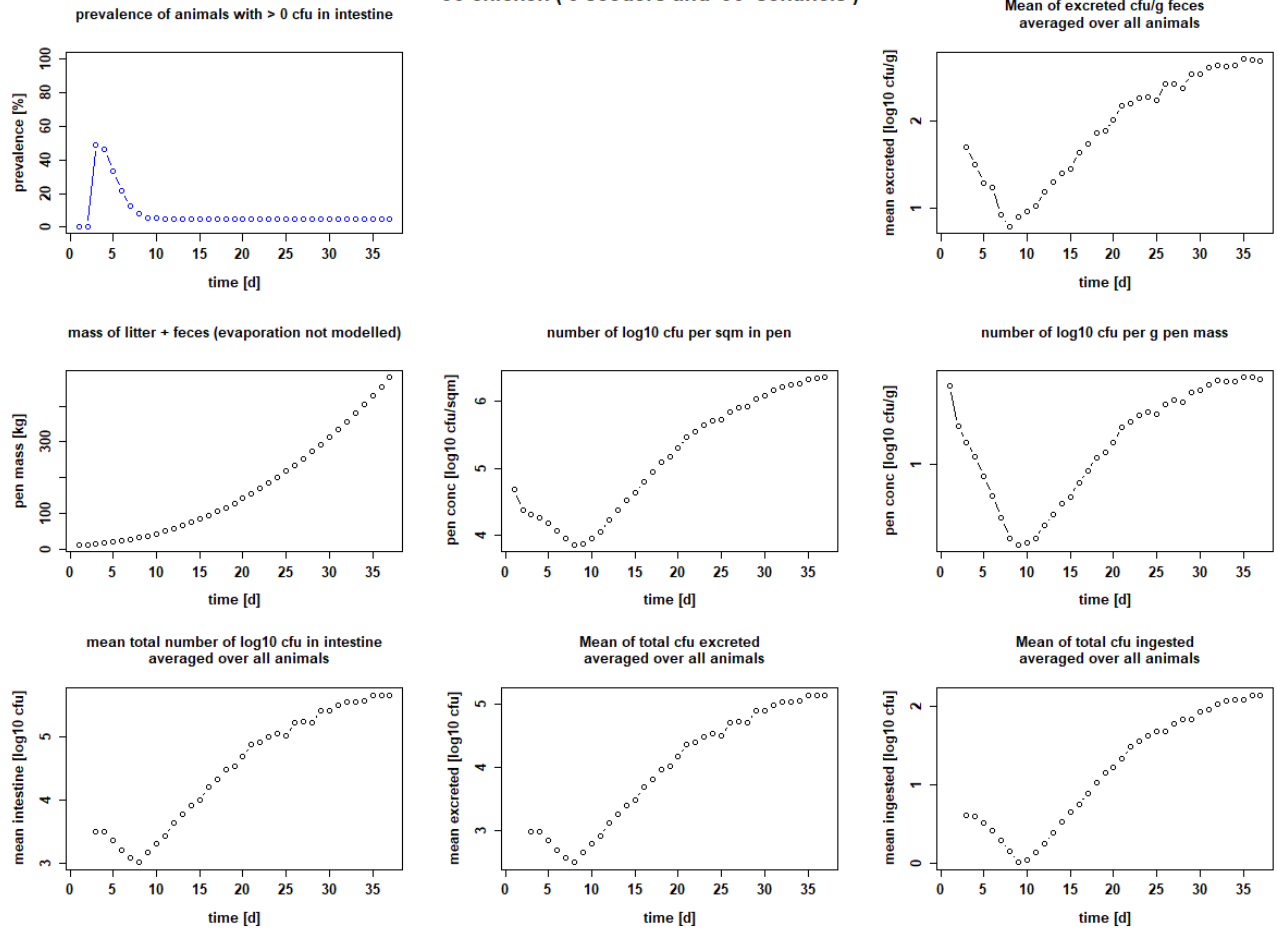 chicken ( seeders and sentinels )
prevalence of animals with > 0 cfu in intestine
prevalence [%]
100
80
60
40
20
0
0 5 10 15 20 25 30 35
time [d]
Mean of excreted cfu/g feces
averaged over all animals
mean excreted [log10 cfu/g]
2
1
0 5 10 15 20 25 30 35
time [d]
mass of litter + feces (evaporation not modelled)
pen mass [kg]
300
100
0
0 5 10 15 20 25 30 35
time [d]
number of log10 cfu per sqm in pen
pen conc [log10 cfu/sqm]
6
5
4
0 5 10 15 20 25 30 35
time [d]
number of log10 cfu per g pen mass
pen conc [log10 cfu/g]
1
0 5 10 15 20 25 30 35
time [d]
mean total number of log10 cfu in intestine
averaged over all animals
mean intestine [log10 cfu]
5
4
3
0 5 10 15 20 25 30 35
time [d]
Mean of total cfu excreted
averaged over all animals
mean excreted [log10 cfu]
5
4
3
0 5 10 15 20 25 30 35
time [d]
Mean of total cfu ingested
averaged over all animals
mean ingested [log10 cfu]
2
1
0
0 5 10 15 20 25 30 35
time [d]